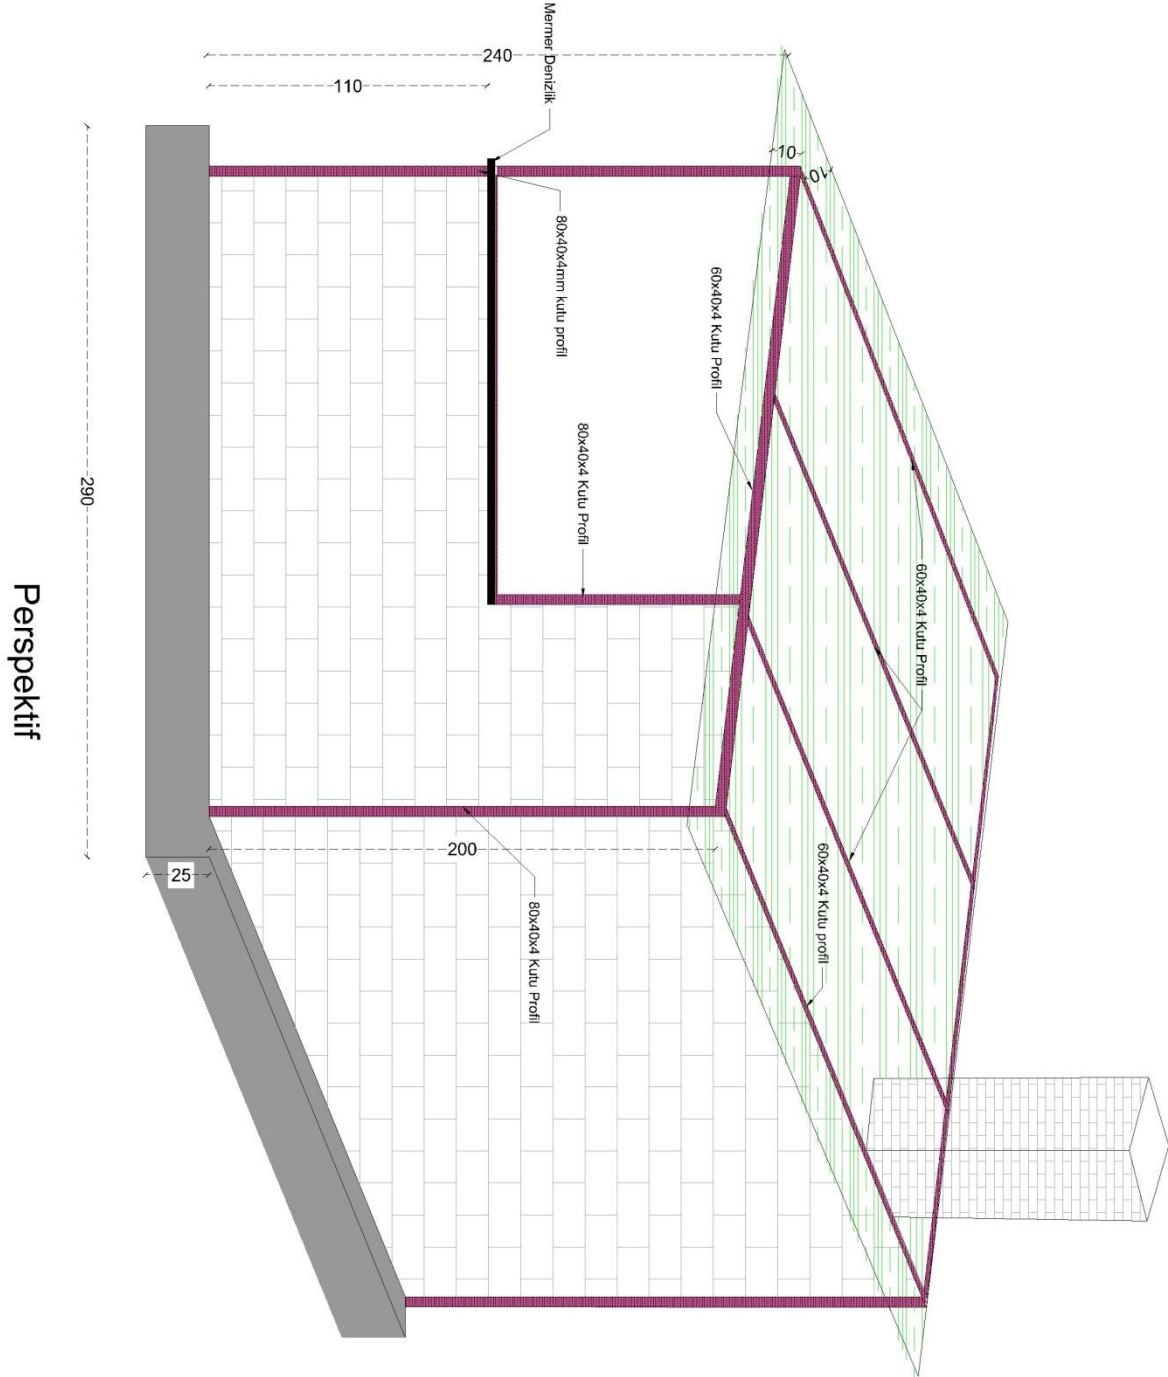 Mermer Denizlik
240
110
10
10
80x40x4mm kutu profil
60x40x4 Kutu Profil
80x40x4 Kutu Profil
60x40x4 Kutu Profil
60x40x4 Kutu profil
290
200
80x40x4 Kutu Profil
25
Perspektif